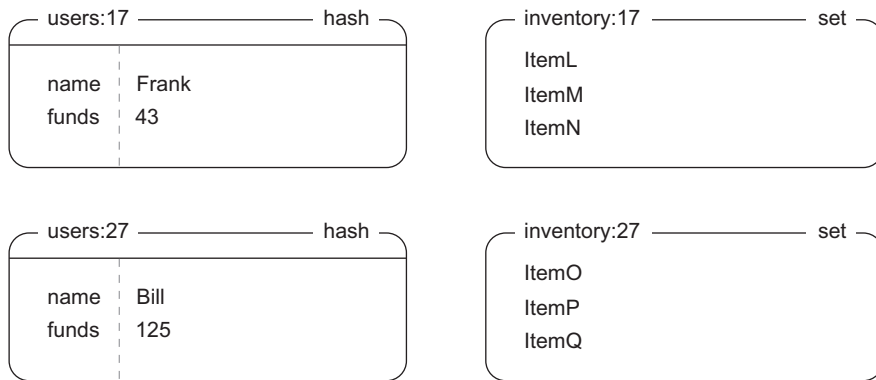 users:17 hash
name Frank
funds 43
inventory:17 set
ItemL
ItemM
ItemN
users:27 hash
name Bill
funds 125
inventory:27 set
ItemO
ItemP
ItemQ